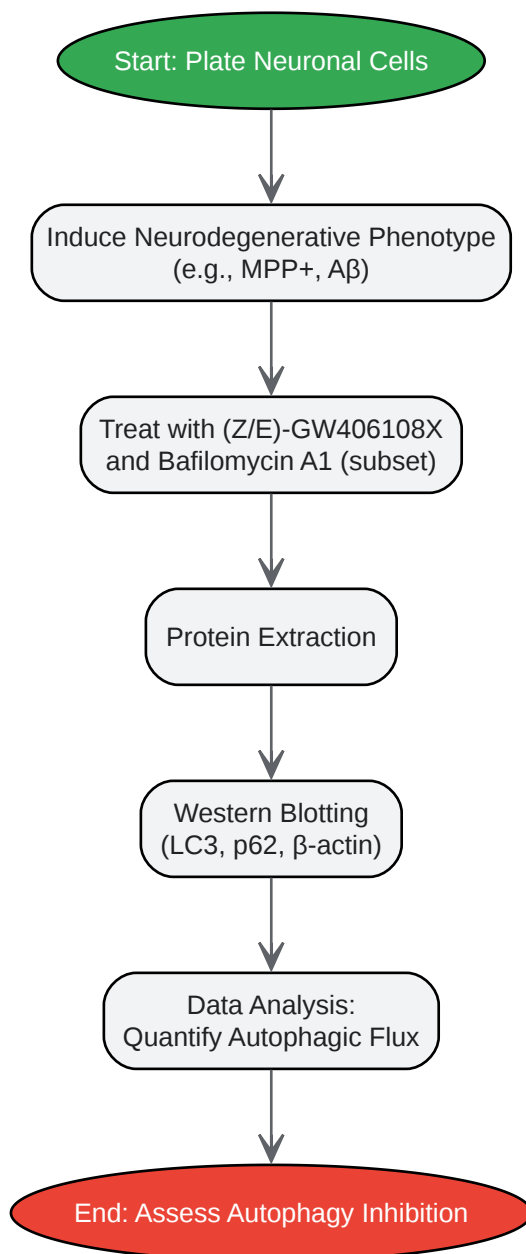 Start: Plate Neuronal Cells
Induce Neurodegenerative Phenotype
(e.g., MPP+, Aβ)
Treat with (Z/E)-GW406108X
and Bafilomycin A1 (subset)
Protein Extraction
Western Blotting
(LC3, p62, β-actin)
Data Analysis:
Quantify Autophagic Flux
End: Assess Autophagy Inhibition